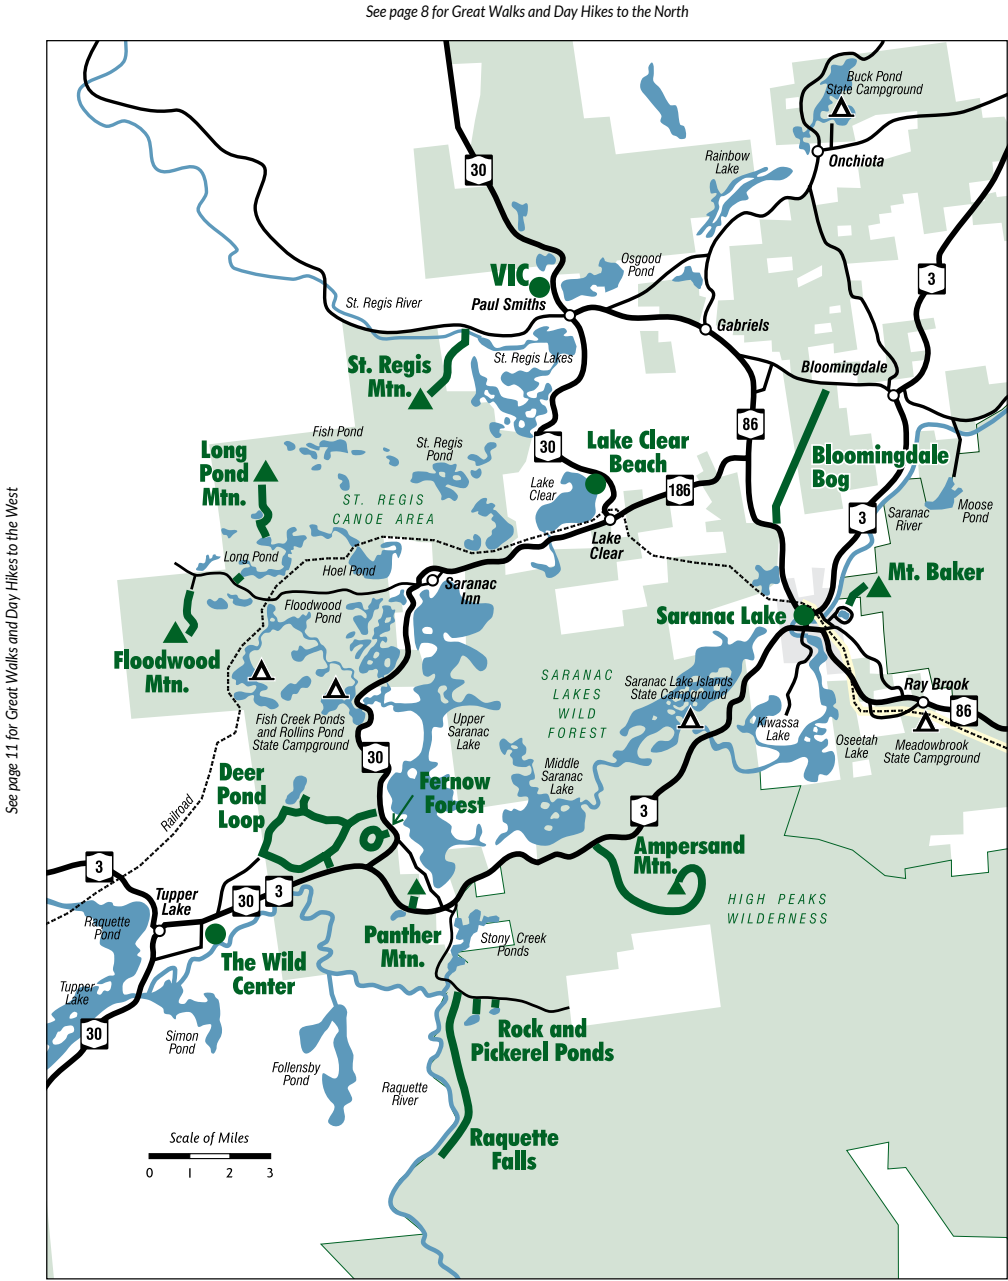 See page 8 for Great Walks and Day Hikes to the North
See page 11 for Great Walks and Day Hikes to the West
Buck Pond
State Campground
Onchiota
Rainbow
Lake
30
3
Osgood
Pond
VIC
Paul Smiths
St. Regis River
Gabriels
St. Regis Lakes
St. Regis
Mtn.
Bloomingdale
86
Fish Pond
St. Regis
Pond
30
Lake Clear
Beach
Long
Pond
Mtn.
Bloomingdale
Bog
Lake
Clear
186
ST. REGIS
CANOE AREA
3
Saranac
River
Moose
Pond
Lake
Clear
Long Pond
Hoel Pond
Saranac
Inn
Mt. Baker
Floodwood
Pond
Saranac Lake
Floodwood
Mtn.
SARANAC
LAKES
WILD
FOREST
Saranac Lake Islands
State Campground
Ray Brook
86
Fish Creek Ponds
and Rollins Pond
State Campground
Upper
Saranac
Lake
Kiwassa
Lake
Oseetah
Lake
Meadowbrook
State Campground
30
Middle
Saranac
Lake
Deer
Pond
Loop
Fernow
Forest
Railroad
3
Ampersand
Mtn.
3
Tupper
Lake
30
3
HIGH PEAKS
WILDERNESS
Raquette
Pond
Panther
Mtn.
Stony Creek
Ponds
The Wild
Center
Tupper
Lake
Rock and
Pickerel Ponds
30
Simon
Pond
Follensby
Pond
Raquette
River
Scale of Miles
0 1 2 3
Raquette
Falls